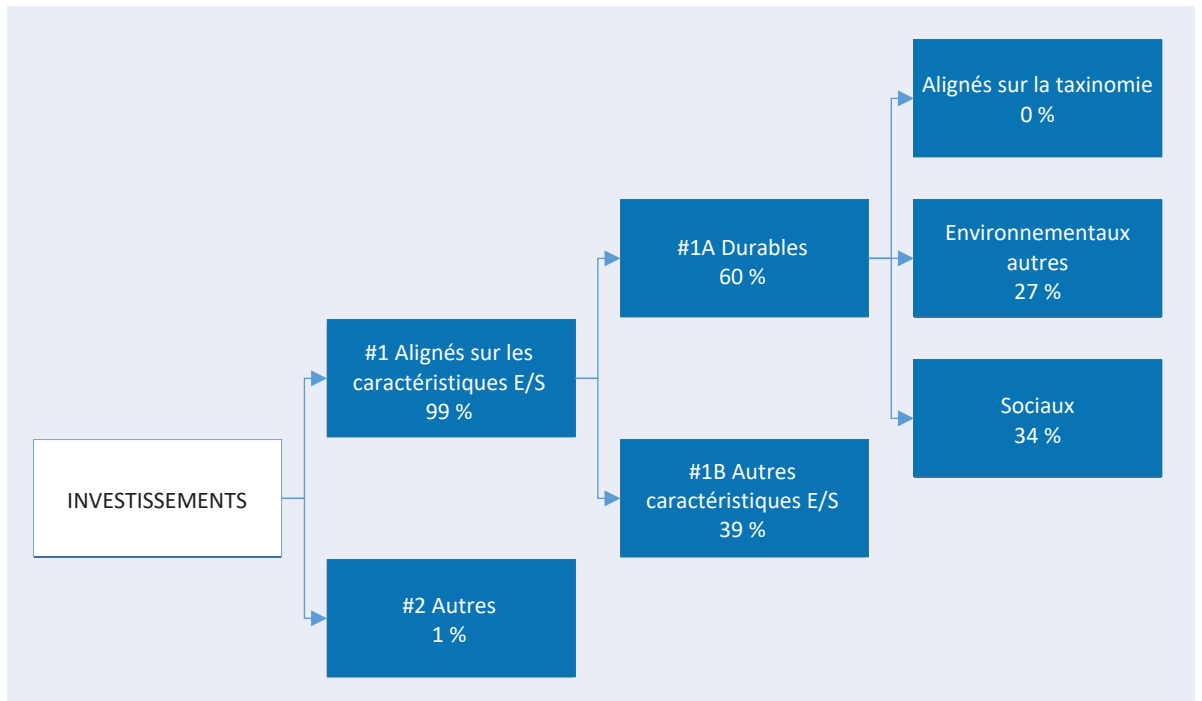 Alignés sur la taxinomie
0 %
#1A Durables
60 %
Environnementaux
autres
27 %
#1 Alignés sur les
caractéristiques E/S
99 %
Sociaux
34 %
INVESTISSEMENTS
#1B Autres
caractéristiques E/S
39 %
#2 Autres
1 %